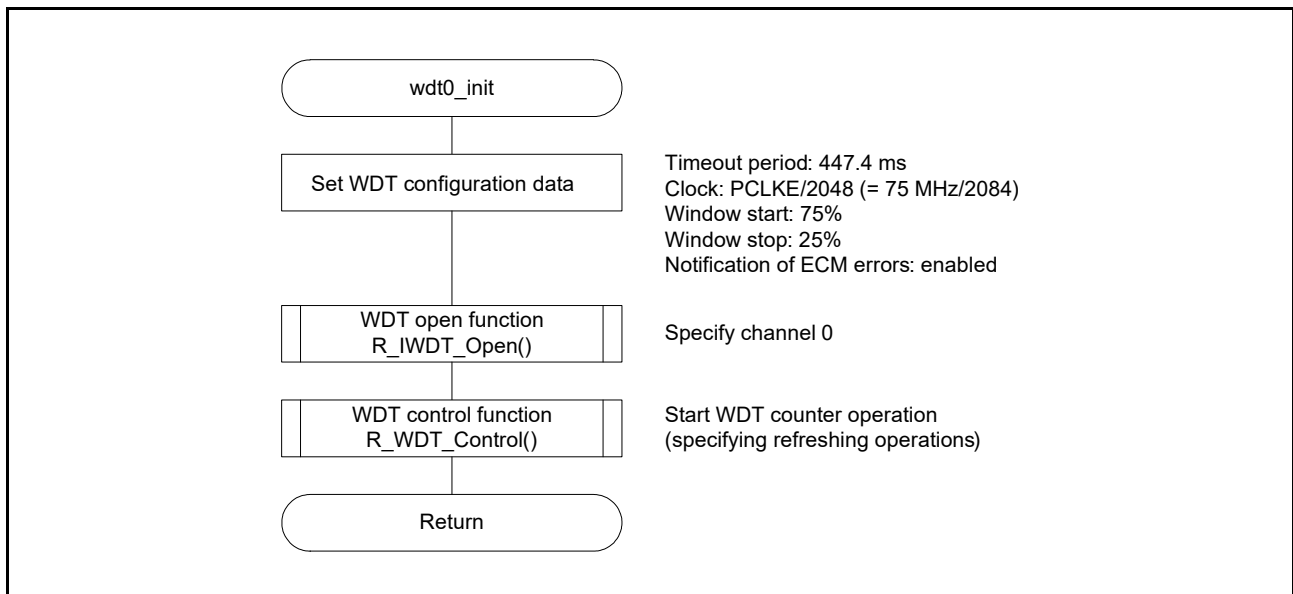 wdt0_init
Set WDT configuration data
Timeout period: 447.4 ms
Clock: PCLKE/2048 (= 75 MHz/2084)
Window start: 75%
Window stop: 25%
Notification of ECM errors: enabled
WDT open function
R_IWDT_Open()
Specify channel 0
WDT control function
R_WDT_Control()
Start WDT counter operation
(specifying refreshing operations)
Return